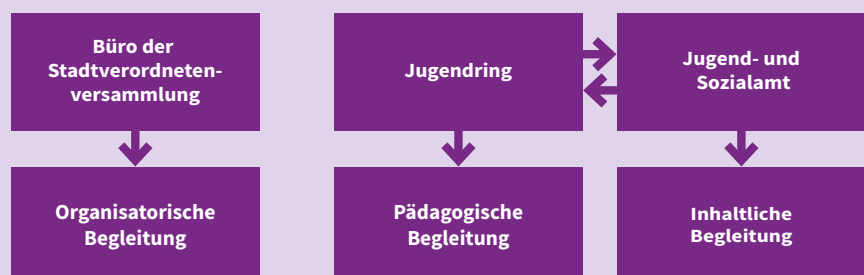 Büro der
Stadtverordneten-
versammlung
Jugendring
Jugend- und
Sozialamt
Organisatorische
Begleitung
Pädagogische
Begleitung
Inhaltliche
Begleitung